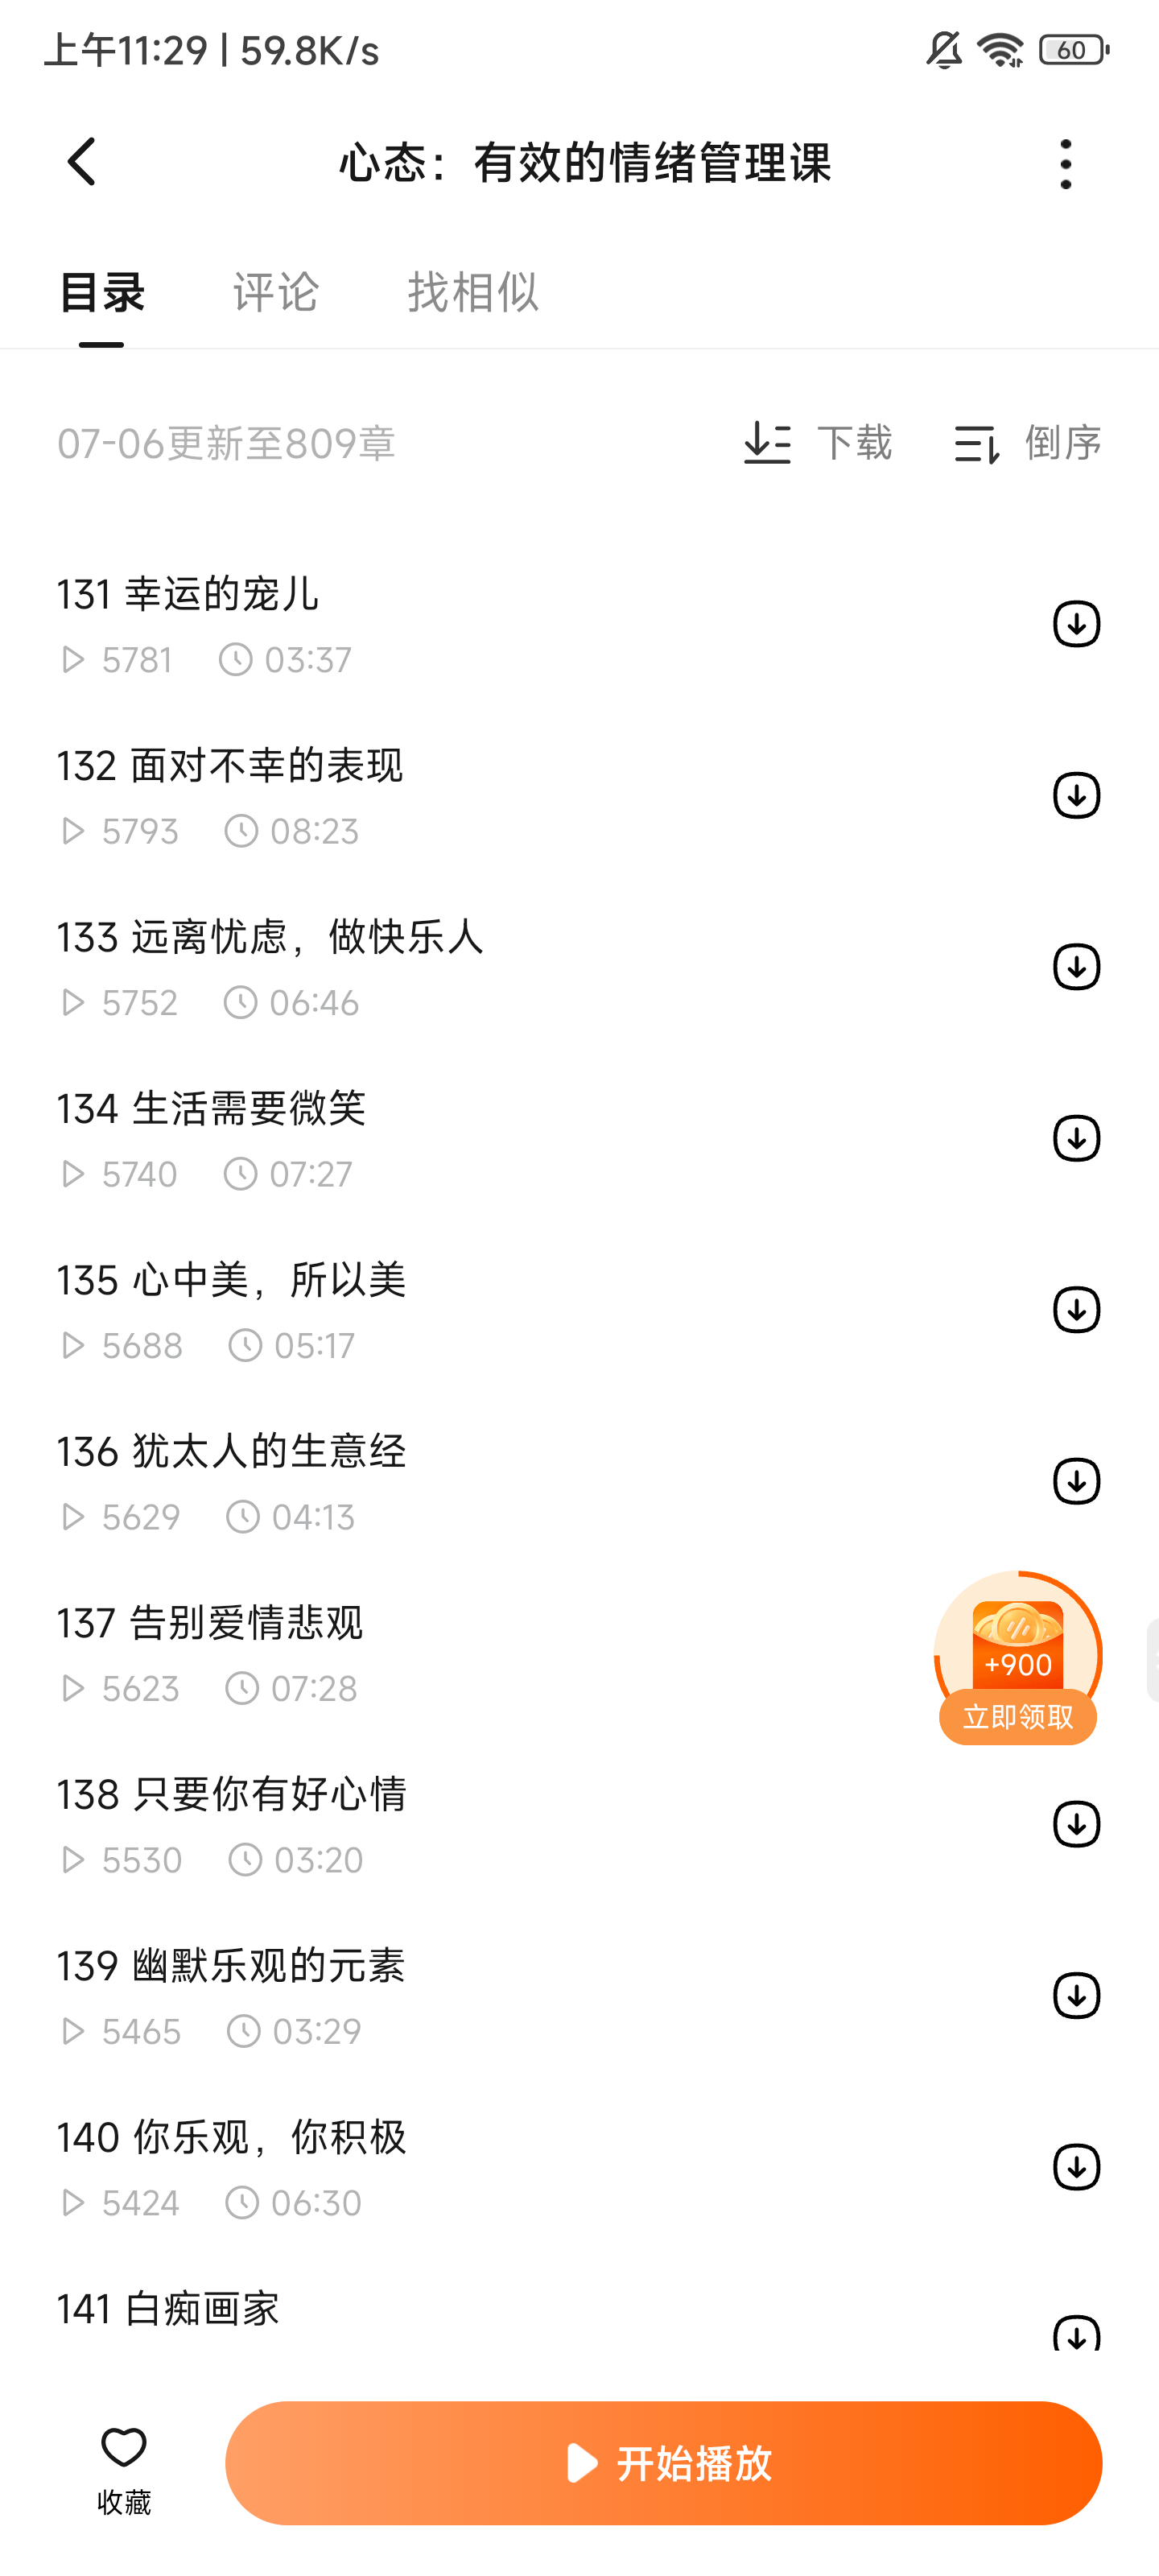 上午11:29 | 59.8K/s
60
心态：有效的情绪管理课
目录 评论 找相似
07-06更新至809章 下载 倒序
131 幸运的宠儿
5781 03:37
132 面对不幸的表现
5793 08:23
133 远离忧虑，做快乐人
5752 06:46
134 生活需要微笑
5740 07:27
135 心中美，所以美
5688 05:17
136 犹太人的生意经
5629 04:13
137 告别爱情悲观
5623 07:28
+900
立即领取
138 只要你有好心情
5530 03:20
139 幽默乐观的元素
5465 03:29
140 你乐观，你积极
5424 06:30
141 白痴画家
收藏
开始播放